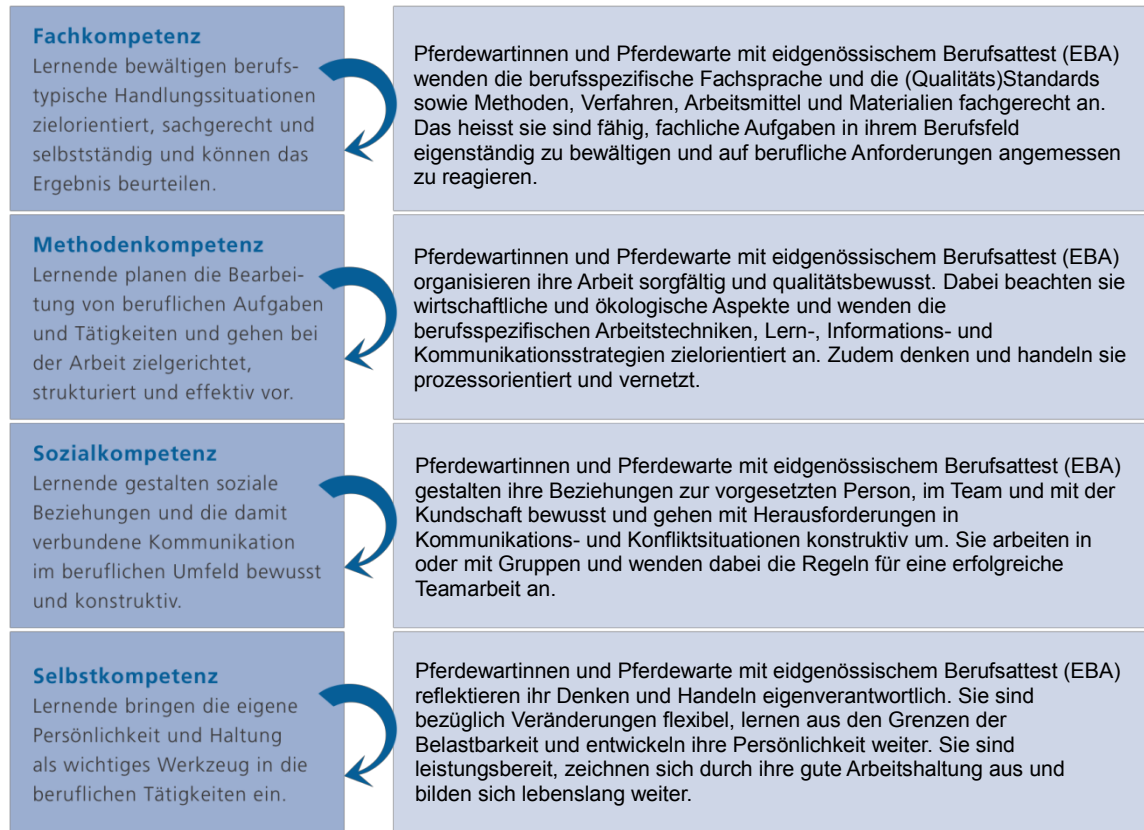 Fachkompetenz
Lernende bewältigen berufs-
typische Handlungssituationen
zielorientiert, sachgerecht und
selbstständig und können das
Ergebnis beurteilen.
Pferdewartinnen und Pferdewarte mit eidgenössischem Berufsattest (EBA)
wenden die berufsspezifische Fachsprache und die (Qualitäts)Standards
sowie Methoden, Verfahren, Arbeitsmittel und Materialien fachgerecht an.
Das heisst sie sind fähig, fachliche Aufgaben in ihrem Berufsfeld
eigenständig zu bewältigen und auf berufliche Anforderungen angemessen
zu reagieren.
Methodenkompetenz
Lernende planen die Bearbei-
tung von beruflichen Aufgaben
und Tätigkeiten und gehen bei
der Arbeit zielgerichtet,
strukturiert und effektiv vor.
Pferdewartinnen und Pferdewarte mit eidgenössischem Berufsattest (EBA)
organisieren ihre Arbeit sorgfältig und qualitätsbewusst. Dabei beachten sie
wirtschaftliche und ökologische Aspekte und wenden die
berufsspezifischen Arbeitstechniken, Lern-, Informations- und
Kommunikationsstrategien zielorientiert an. Zudem denken und handeln sie
prozessorientiert und vernetzt.
Sozialkompetenz
Lernende gestalten soziale
Beziehungen und die damit
verbundene Kommunikation
im beruflichen Umfeld bewusst
und konstruktiv.
Pferdewartinnen und Pferdewarte mit eidgenössischem Berufsattest (EBA)
gestalten ihre Beziehungen zur vorgesetzten Person, im Team und mit der
Kundschaft bewusst und gehen mit Herausforderungen in
Kommunikations- und Konfliktsituationen konstruktiv um. Sie arbeiten in
oder mit Gruppen und wenden dabei die Regeln für eine erfolgreiche
Teamarbeit an.
Selbstkompetenz
Lernende bringen die eigene
Persönlichkeit und Haltung
als wichtiges Werkzeug in die
beruflichen Tätigkeiten ein.
Pferdewartinnen und Pferdewarte mit eidgenössischem Berufsattest (EBA)
reflektieren ihr Denken und Handeln eigenverantwortlich. Sie sind
bezüglich Veränderungen flexibel, lernen aus den Grenzen der
Belastbarkeit und entwickeln ihre Persönlichkeit weiter. Sie sind
leistungsbereit, zeichnen sich durch ihre gute Arbeitshaltung aus und
bilden sich lebenslang weiter.